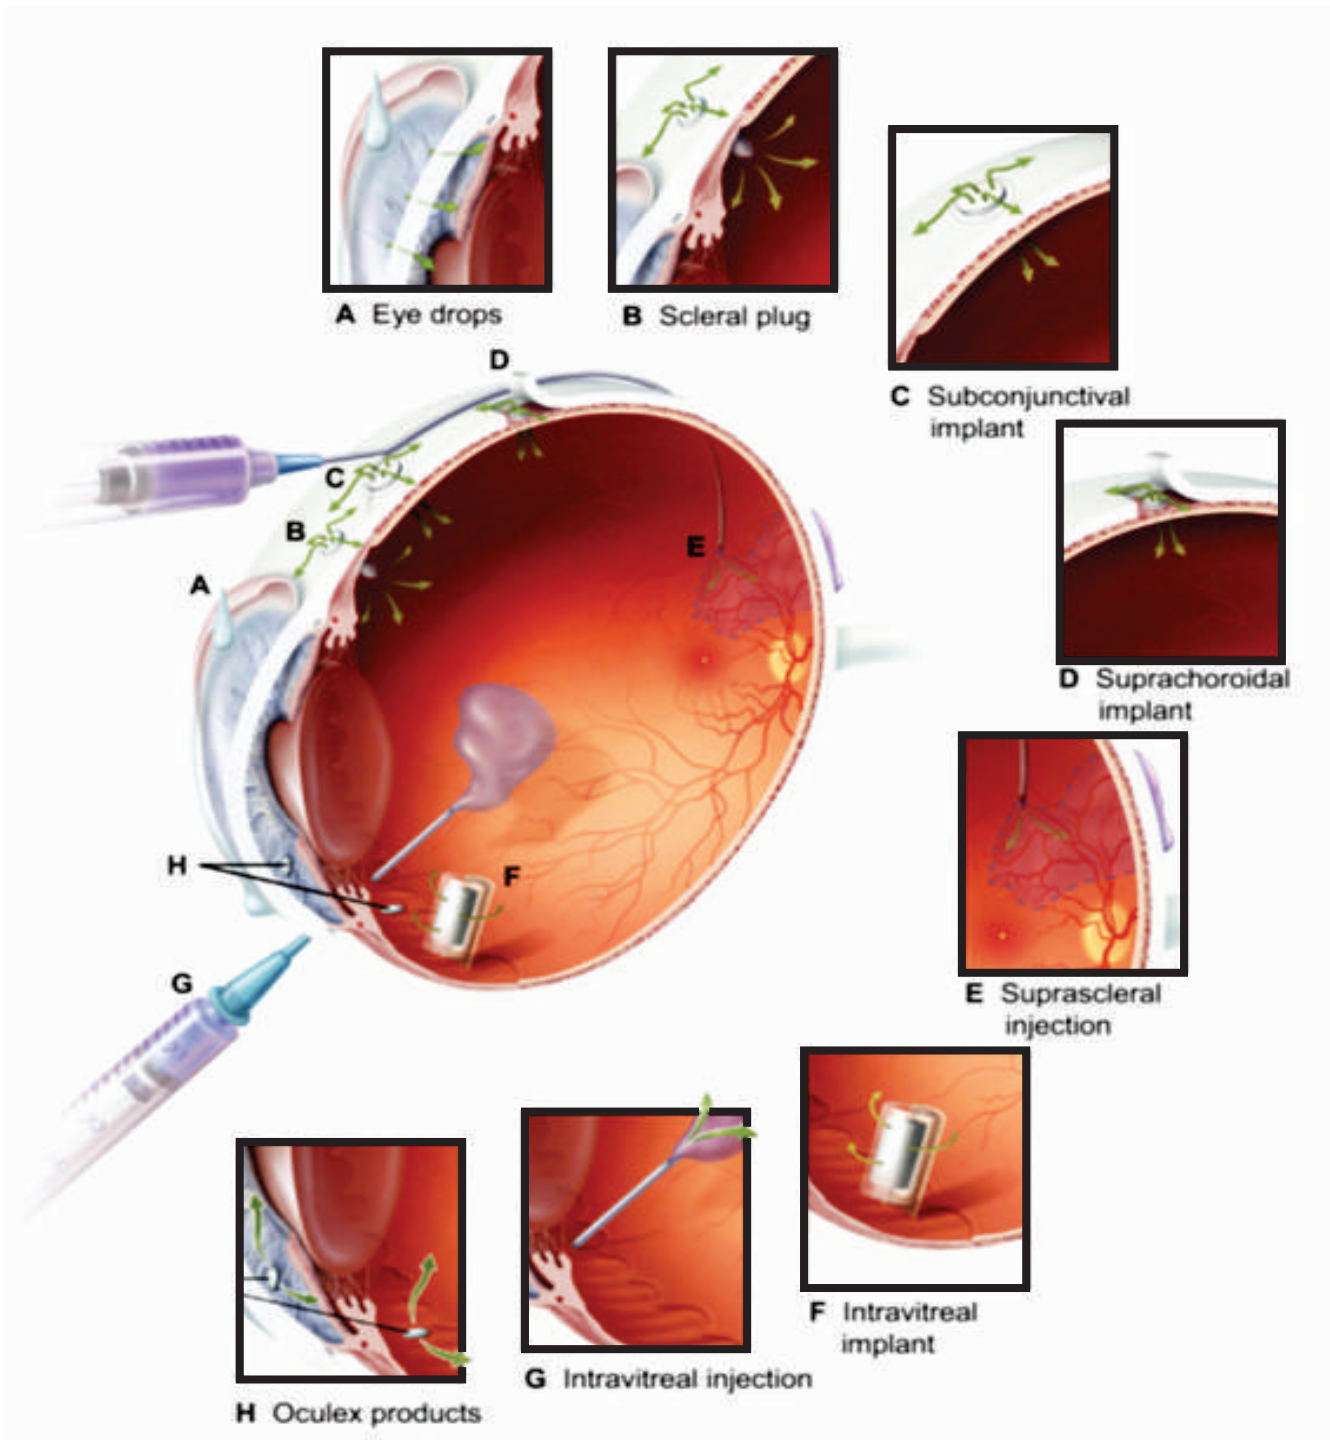 A Eye drops
B Scleral plug
C Subconjunctival
implant
D
C
B
A
E
D Suprachoroidal
implant
H
F
G
E Suprascleral
injection
F Intravitreal
implant
G Intravitreal injection
H Oculex products